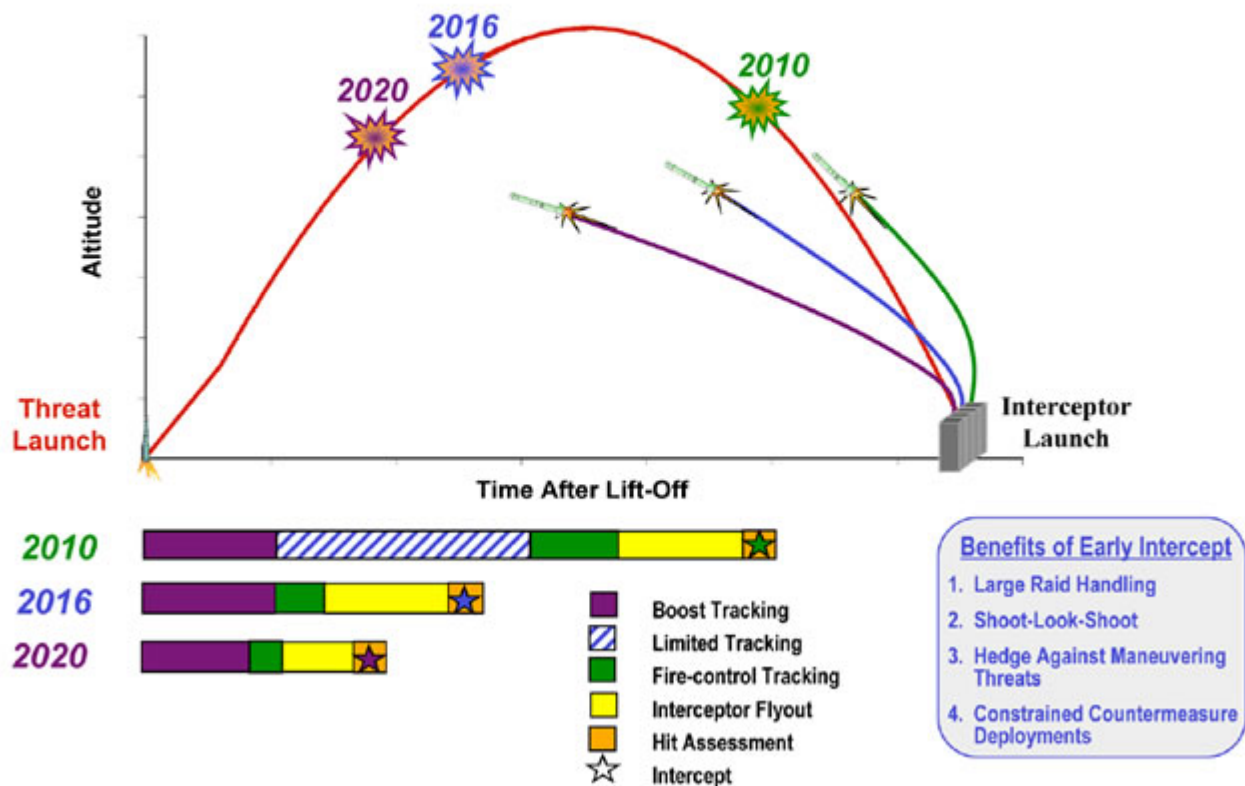 2016
2020
2010
Altitude
Threat
Launch
Interceptor
Launch
Time After Lift-Off
2010
2016
2020
Boost Tracking
Limited Tracking
Fire-control Tracking
Interceptor Flyout
Hit Assessment
Intercept
Benefits of Early Intercept
1. Large Raid Handling
2. Shoot-Look-Shoot
3. Hedge Against Maneuvering
Threats
4. Constrained Countermeasure
Deployments